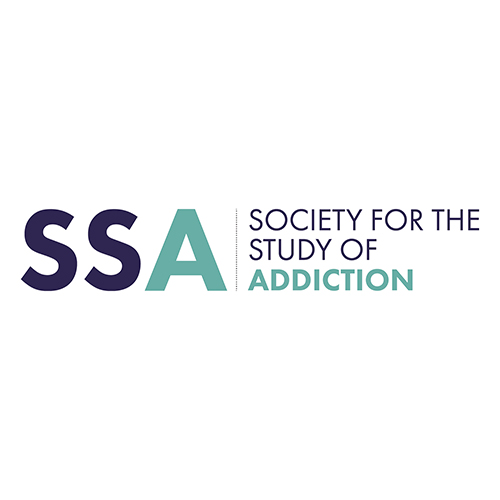 SSA
SOCIETY FOR THE
STUDY OF
ADDICTION